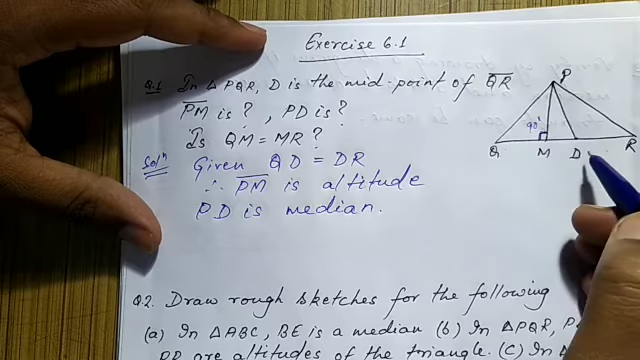 Exercise 6.1
Q.1 In △ PQR, D is the mid-point of QR
PM is ? , PD is ?
Is QM = MR ?
Solⁿ Given QD = DR
∴ PM is altitude
PD is median.
P
90°
Q M D R
Q.2. Draw rough sketches for the following
(a) In △ABC, BE is a median (b) In △PQR, P
are altitudes of the triangle. (C) In